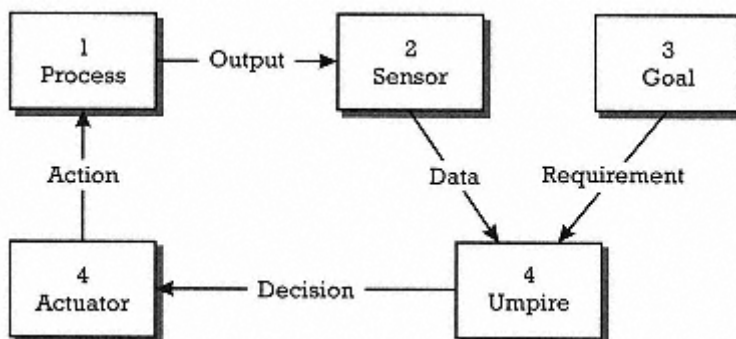 1
Process
Output
2
Sensor
3
Goal
Action
Data
Requirement
4
Actuator
Decision
4
Umpire